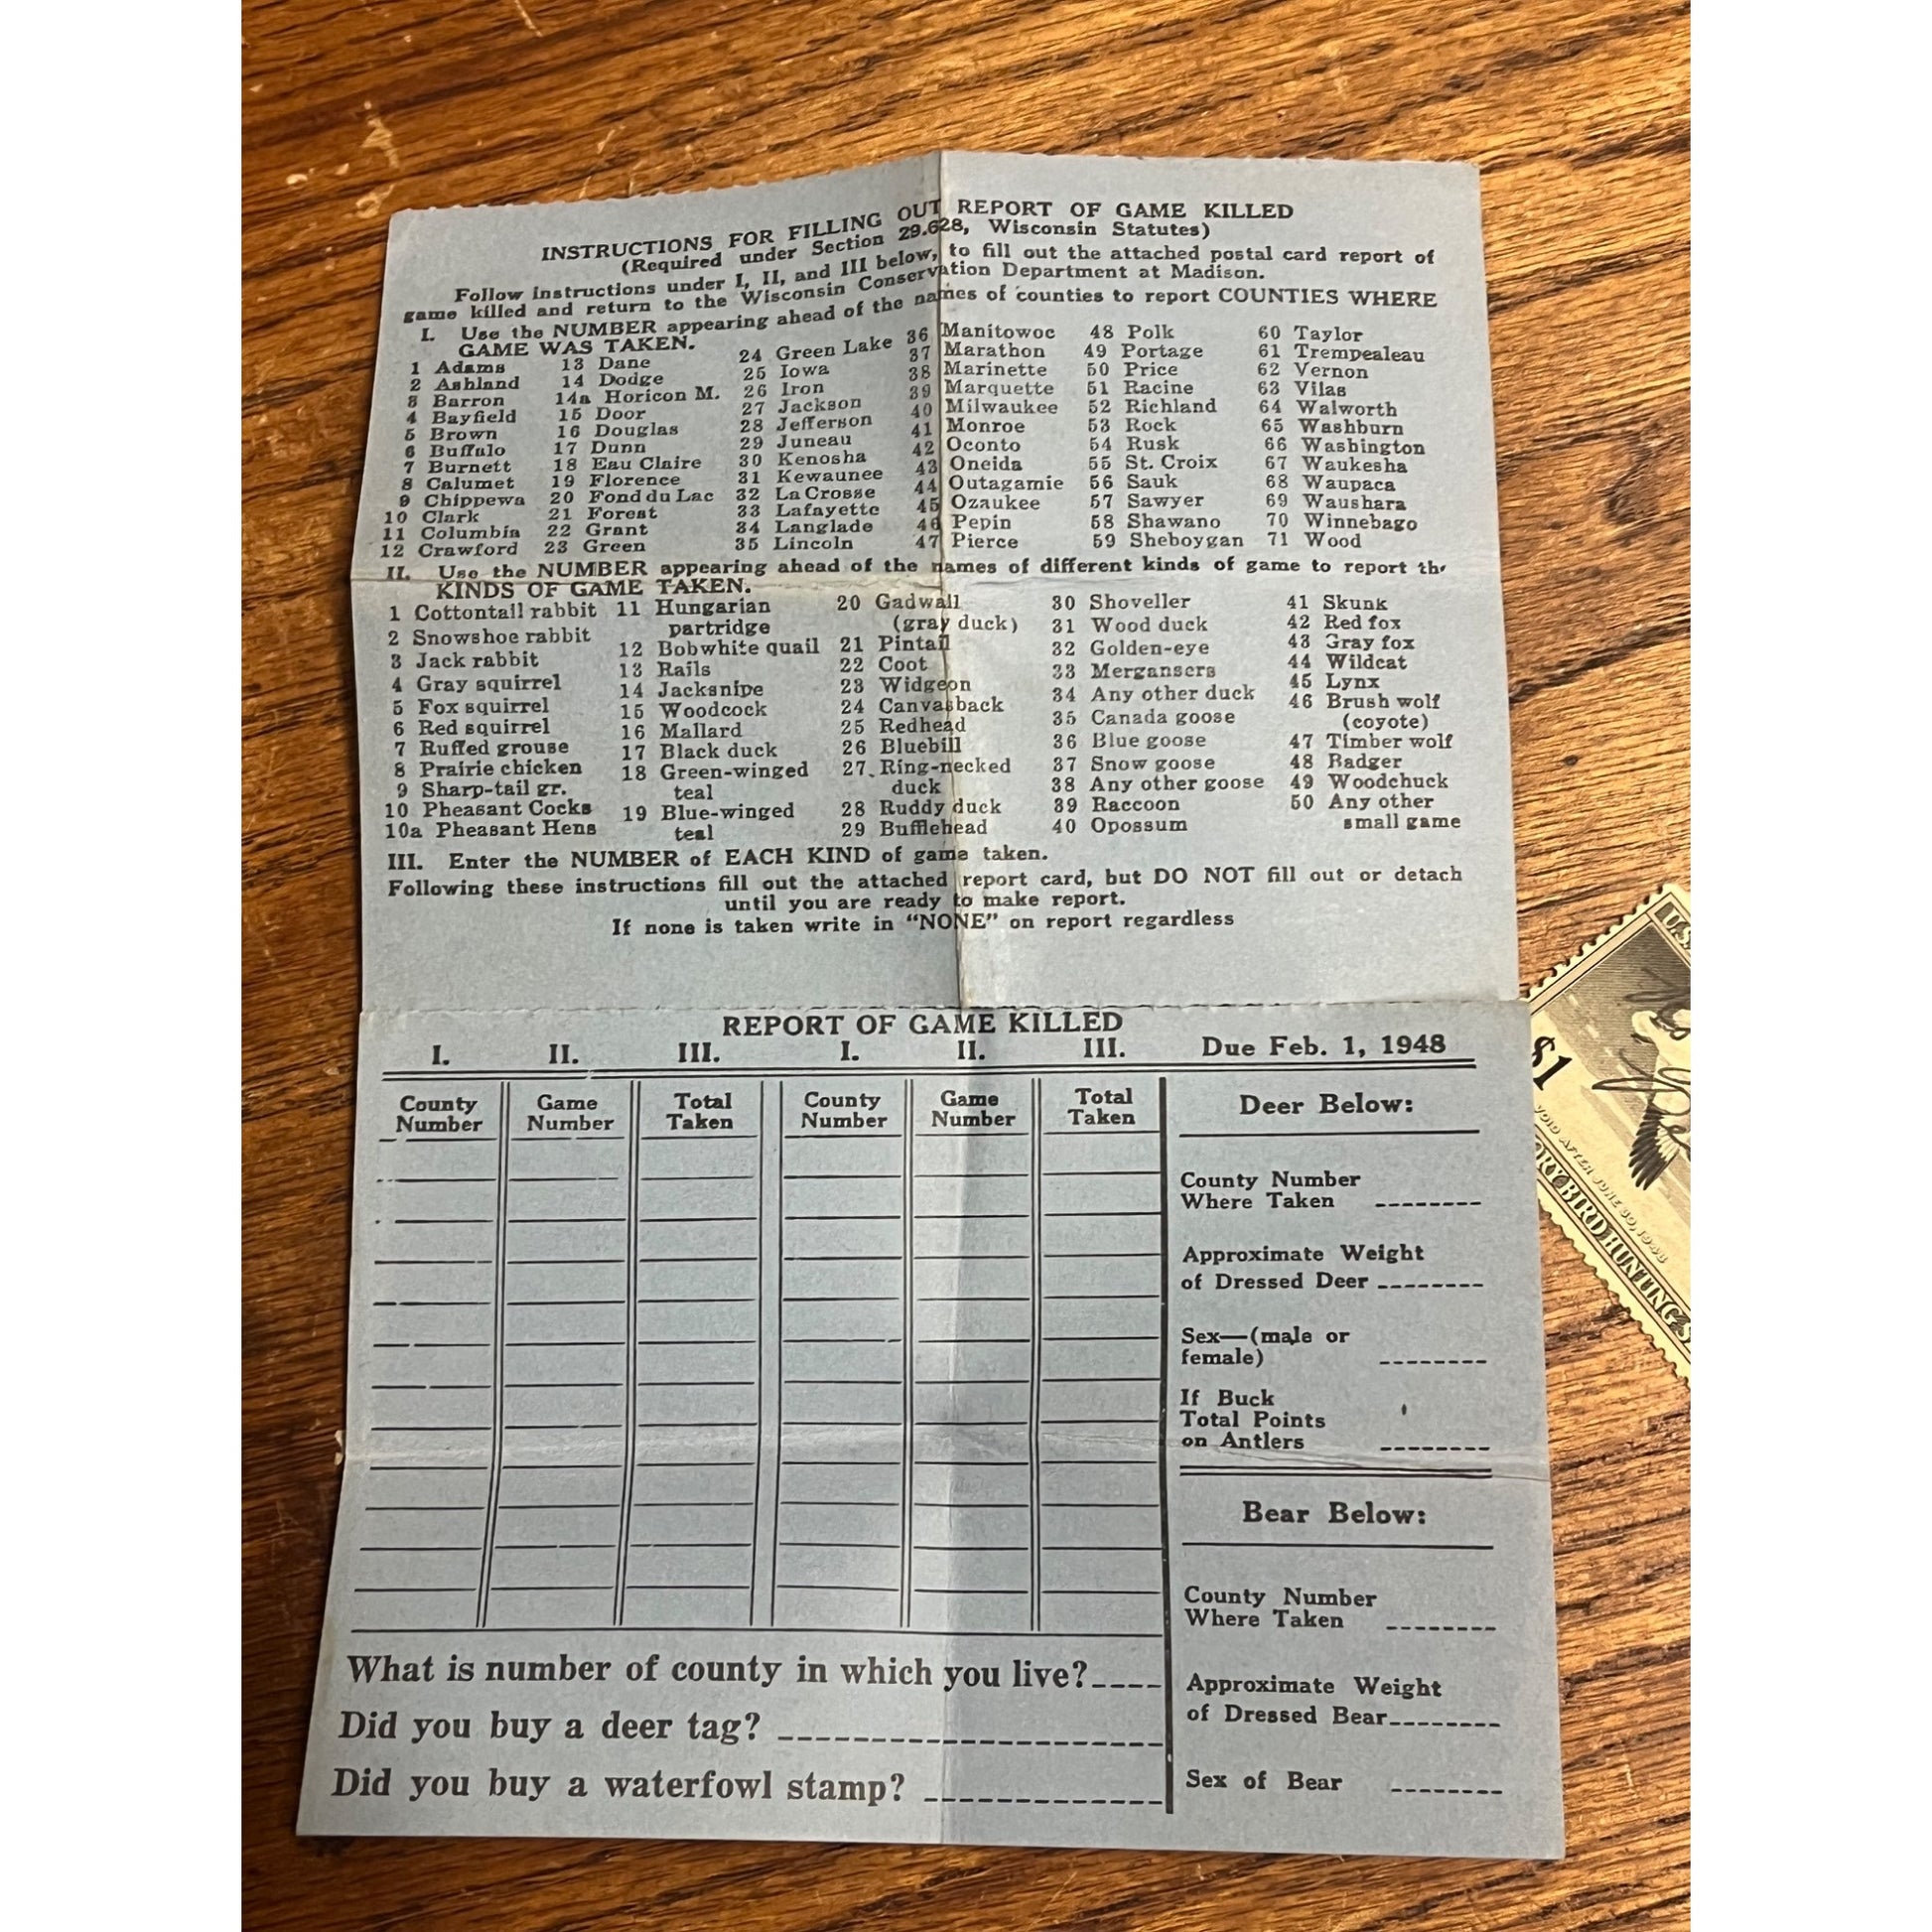 INSTRUCTIONS FOR FILLING OUT REPORT OF GAME KILLED
(Required under Section 29.628, Wisconsin Statutes)
Follow instructions under I, II, and III below, to fill out the attached postal card report of
game killed and return to the Wisconsin Conservation Department at Madison.
I. Use the NUMBER appearing ahead of the names of counties to report COUNTIES WHERE
GAME WAS TAKEN.
1 Adams
2 Ashland
3 Barron
4 Bayfield
5 Brown
6 Buffalo
7 Burnett
8 Calumet
9 Chippewa
10 Clark
11 Columbia
12 Crawford
13 Dane
14 Dodge
14a Horicon M.
15 Door
16 Douglas
17 Dunn
18 Eau Claire
19 Florence
20 Fond du Lac
21 Forest
22 Grant
23 Green
24 Green Lake
25 Iowa
26 Iron
27 Jackson
28 Jefferson
29 Juneau
30 Kenosha
31 Kewaunee
32 La Crosse
33 Lafayette
34 Langlade
35 Lincoln
36 Manitowoc
37 Marathon
38 Marinette
39 Marquette
40 Milwaukee
41 Monroe
42 Oconto
43 Oneida
44 Outagamie
45 Ozaukee
46 Pepin
47 Pierce
48 Polk
49 Portage
50 Price
51 Racine
52 Richland
53 Rock
54 Rusk
55 St. Croix
56 Sauk
57 Sawyer
58 Shawano
59 Sheboygan
60 Taylor
61 Trempealeau
62 Vernon
63 Vilas
64 Walworth
65 Washburn
66 Washington
67 Waukesha
68 Waupaca
69 Waushara
70 Winnebago
71 Wood
II. Use the NUMBER appearing ahead of the names of different kinds of game to report the
KINDS OF GAME TAKEN.
1 Cottontail rabbit
2 Snowshoe rabbit
3 Jack rabbit
4 Gray squirrel
5 Fox squirrel
6 Red squirrel
7 Ruffed grouse
8 Prairie chicken
9 Sharp-tail gr.
10 Pheasant Cocks
10a Pheasant Hens
11 Hungarian
partridge
12 Bobwhite quail
13 Rails
14 Jacksnipe
15 Woodcock
16 Mallard
17 Black duck
18 Green-winged
teal
19 Blue-winged
teal
20 Gadwall
(gray duck)
21 Pintail
22 Coot
23 Widgeon
24 Canvasback
25 Redhead
26 Bluebill
27. Ring-necked
duck
28 Ruddy duck
29 Bufflehead
30 Shoveller
31 Wood duck
32 Golden-eye
33 Mergansers
34 Any other duck
35 Canada goose
36 Blue goose
37 Snow goose
38 Any other goose
39 Raccoon
40 Opossum
41 Skunk
42 Red fox
43 Gray fox
44 Wildcat
45 Lynx
46 Brush wolf
(coyote)
47 Timber wolf
48 Badger
49 Woodchuck
50 Any other
small game
III. Enter the NUMBER of EACH KIND of game taken.
Following these instructions fill out the attached report card, but DO NOT fill out or detach
until you are ready to make report.
If none is taken write in "NONE" on report regardless
REPORT OF GAME KILLED
I. II. III. I. II. III. Due Feb. 1, 1948
County Number
Game Number
Total Taken
County Number
Game Number
Total Taken
Deer Below:
County Number
Where Taken
Approximate Weight
of Dressed Deer
Sex—(male or
female)
If Buck
Total Points
on Antlers
Bear Below:
County Number
Where Taken
Approximate Weight
of Dressed Bear
Sex of Bear
What is number of county in which you live?
Did you buy a deer tag?
Did you buy a waterfowl stamp?
U.S.
$1
VOID AFTER JUNE 30, 1948
BIRD HUNTING